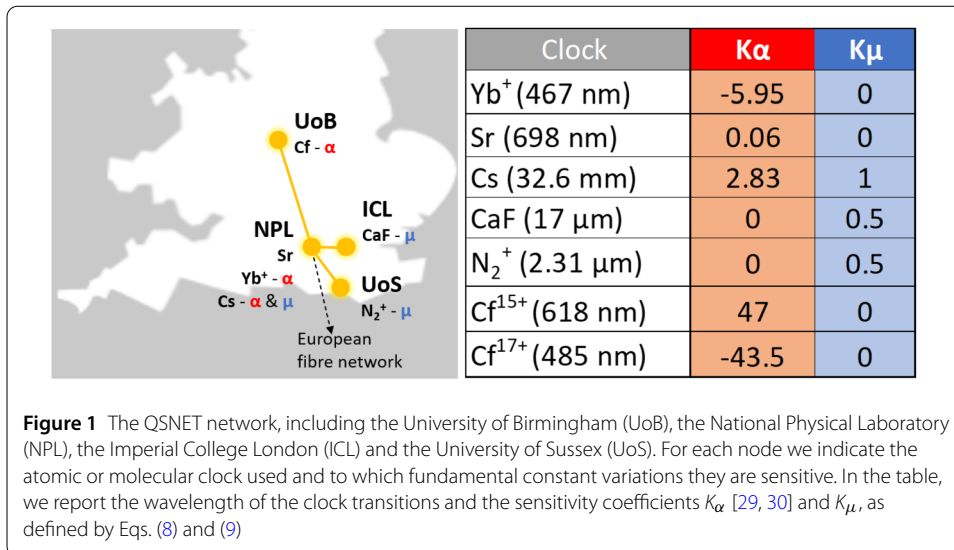 UoB
Cf - α
NPL
Sr
Yb⁺ - α
Cs - α & μ
ICL
CaF - μ
UoS
N₂⁺ - μ
European
fibre network
Clock Kα Kμ
Yb⁺ (467 nm) -5.95 0
Sr (698 nm) 0.06 0
Cs (32.6 mm) 2.83 1
CaF (17 μm) 0 0.5
N₂⁺ (2.31 μm) 0 0.5
Cf¹⁵⁺ (618 nm) 47 0
Cf¹⁷⁺ (485 nm) -43.5 0
Figure 1 The QSNET network, including the University of Birmingham (UoB), the National Physical Laboratory
(NPL), the Imperial College London (ICL) and the University of Sussex (UoS). For each node we indicate the
atomic or molecular clock used and to which fundamental constant variations they are sensitive. In the table,
we report the wavelength of the clock transitions and the sensitivity coefficients Kα [29, 30] and Kμ, as
defined by Eqs. (8) and (9)